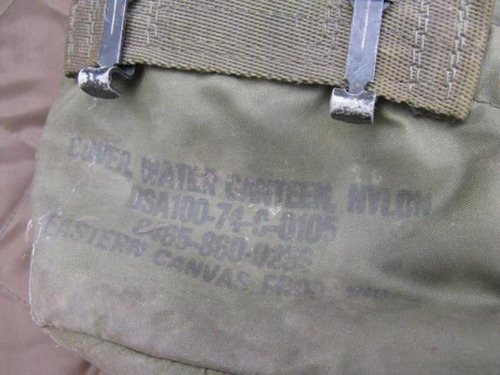 COVER, WATER CANTEEN, NYLON
DSA100-74-C-0105
8465-860-0256
EASTERN CANVAS PROD.